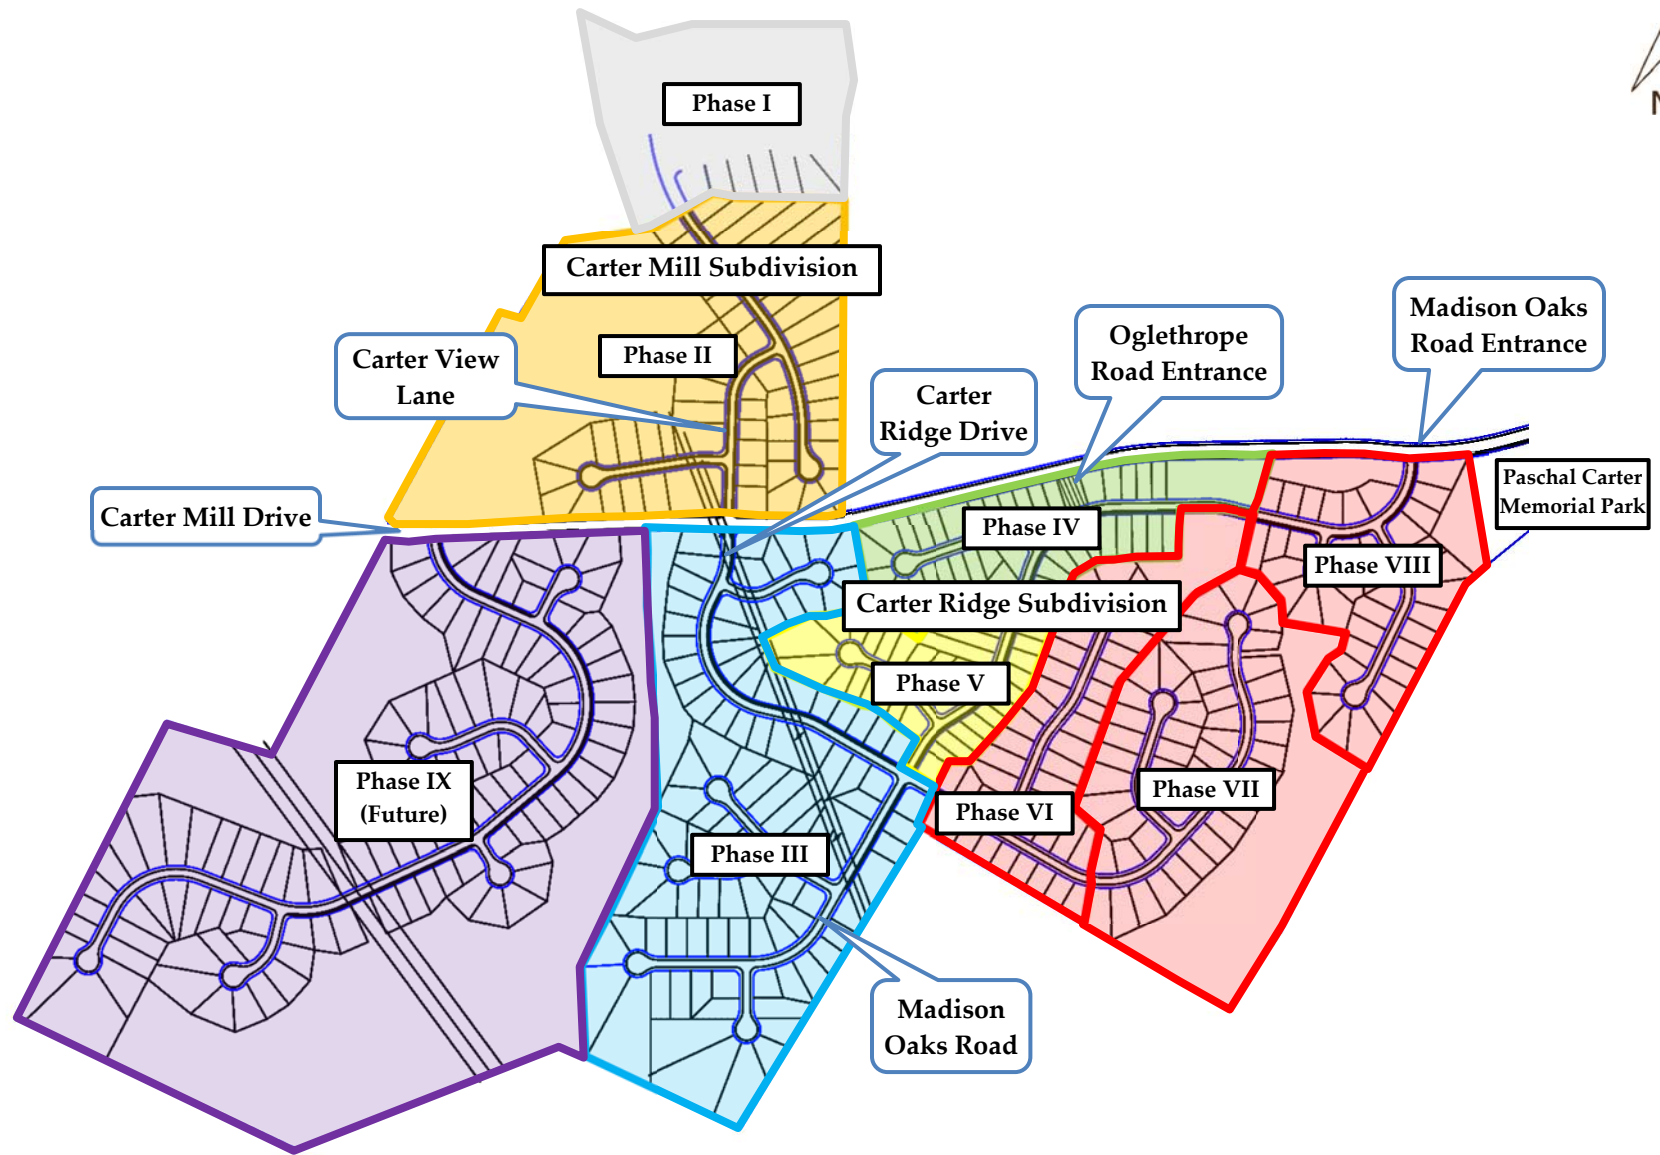 Phase I
N
Carter Mill Subdivision
Phase II
Carter View
Lane
Carter
Ridge Drive
Oglethrope
Road Entrance
Madison Oaks
Road Entrance
Carter Mill Drive
Paschal Carter
Memorial Park
Phase IV
Phase VIII
Carter Ridge Subdivision
Phase V
Phase IX
(Future)
Phase VII
Phase VI
Phase III
Madison
Oaks Road